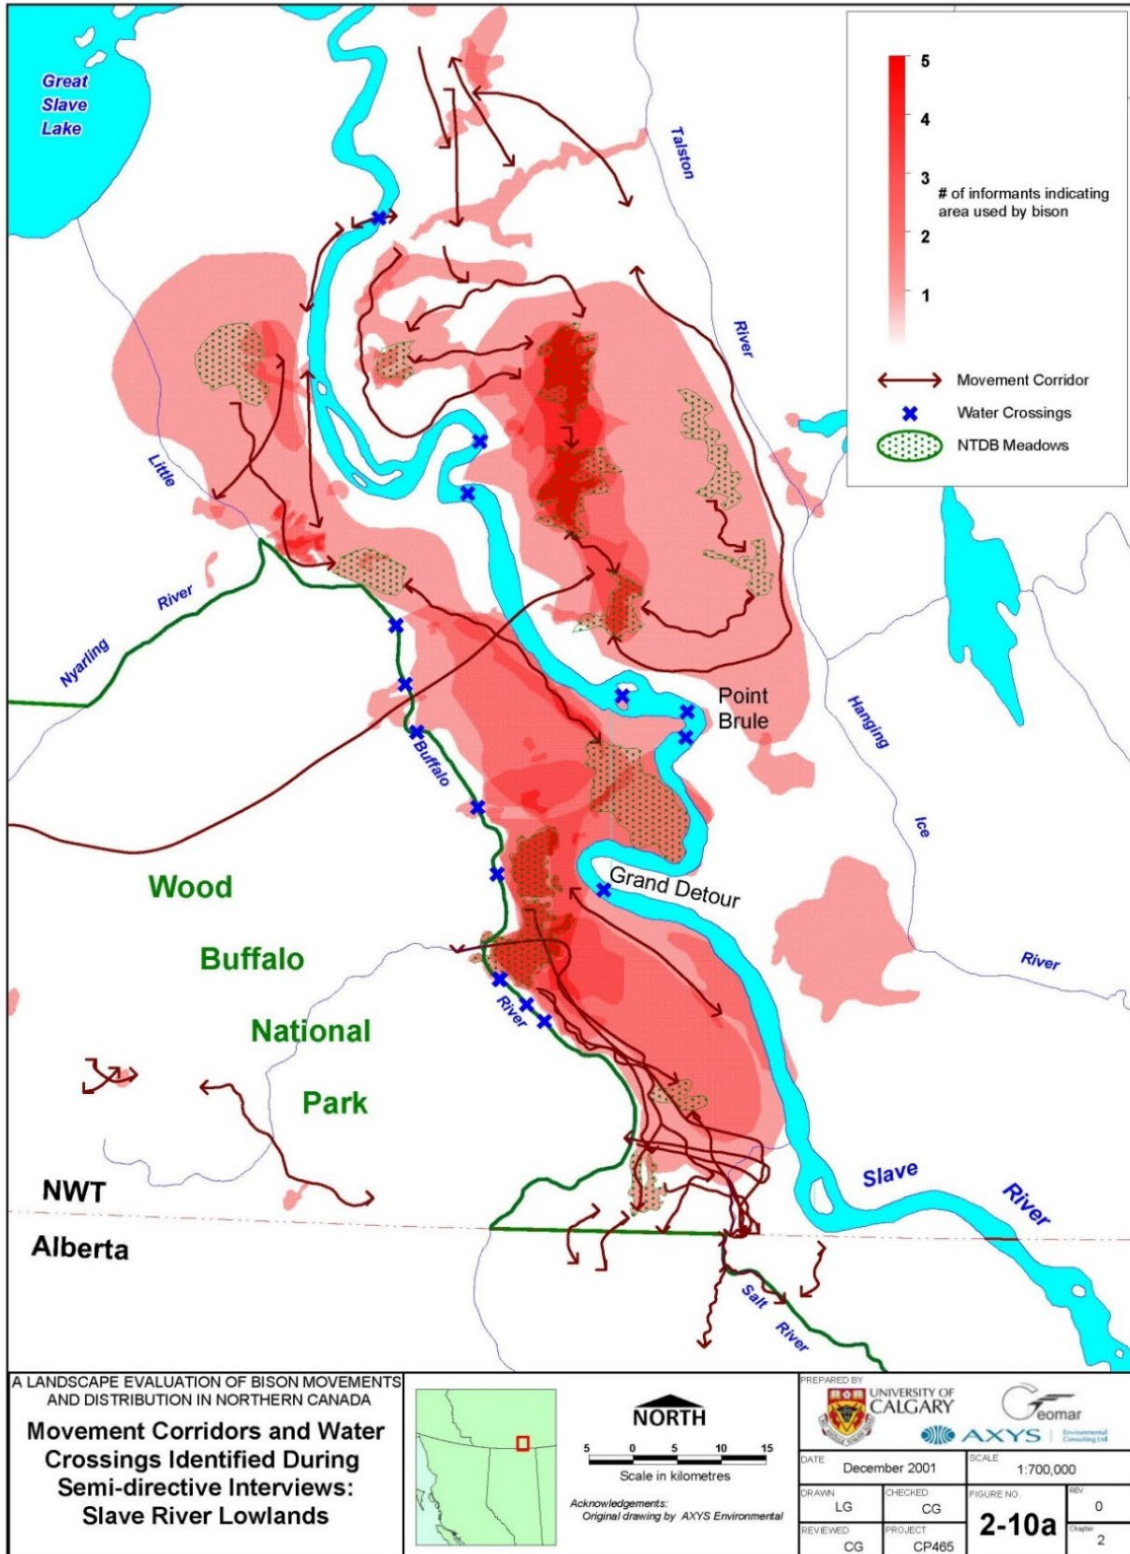 Great
Slave
Lake
Talston
River
5
4
3
2
1
# of informants indicating
area used by bison
Movement Corridor
Water Crossings
NTDB Meadows
Little
River
Nyarling
Buffalo
River
Point
Brule
Hanging
Ice
River
Grand Detour
Wood
Buffalo
National
Park
NWT
Alberta
Slave
River
Salt
River
A LANDSCAPE EVALUATION OF BISON MOVEMENTS
AND DISTRIBUTION IN NORTHERN CANADA
Movement Corridors and Water
Crossings Identified During
Semi-directive Interviews:
Slave River Lowlands
NORTH
5 0 5 10 15
Scale in kilometres
Acknowledgements:
Original drawing by AXYS Environmental
PREPARED BY
UNIVERSITY OF
CALGARY
Geomar
AXYS
Environmental
Consulting Ltd
DATE
December 2001
SCALE
1:700,000
DRAWN
LG
CHECKED
CG
FIGURE NO.
2-10a
REV
0
REVIEWED
CG
PROJECT
CP465
Chapter
2